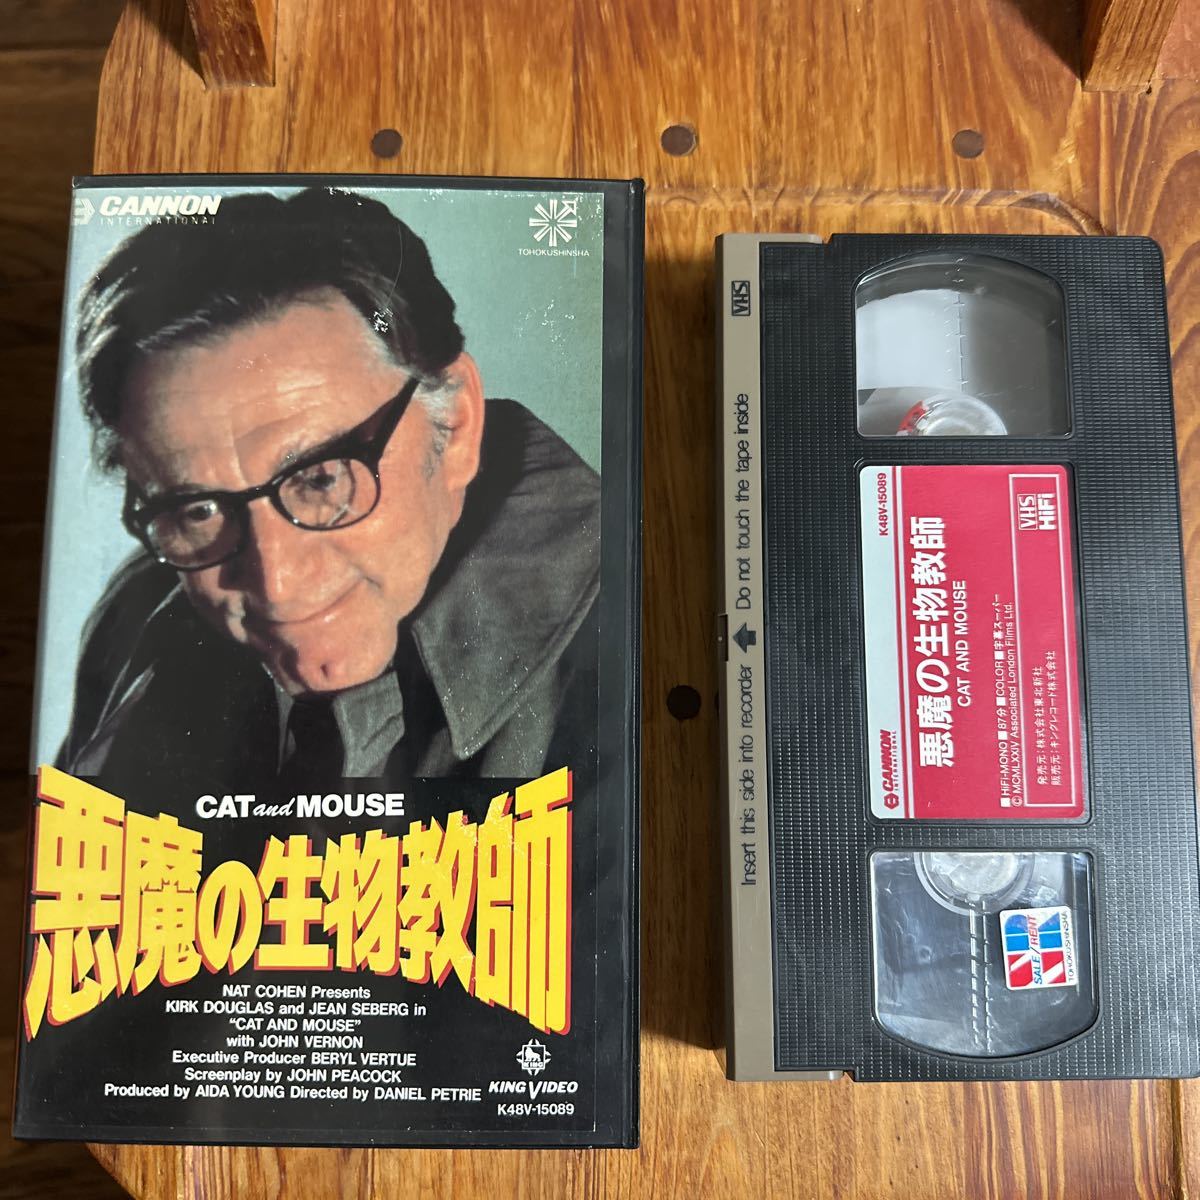 CANNON
INTERNATIONAL
TOHOKUSHINSHA
CAT and MOUSE
悪魔の生物教師
NAT COHEN Presents
KIRK DOUGLAS and JEAN SEBERG in
"CAT AND MOUSE"
with JOHN VERNON
Executive Producer BERYL VERTUE
Screenplay by JOHN PEACOCK
Produced by AIDA YOUNG Directed by DANIEL PETRIE
KING
KING VIDEO
K48V-15089
VHS
Insert this side into recorder Do not touch the tape inside
K48V-15089
VHS
HiFi
悪魔の生物教師
CAT AND MOUSE
CANNON
INTERNATIONAL
■HiFi-MONO■87分■COLOR■字幕スーパー
©MCMLXXIV Associated London Films Ltd.
発売元:株式会社東北新社
販売元:キングレコード株式会社
SALE/RENT
TOHOKUSHINSHA